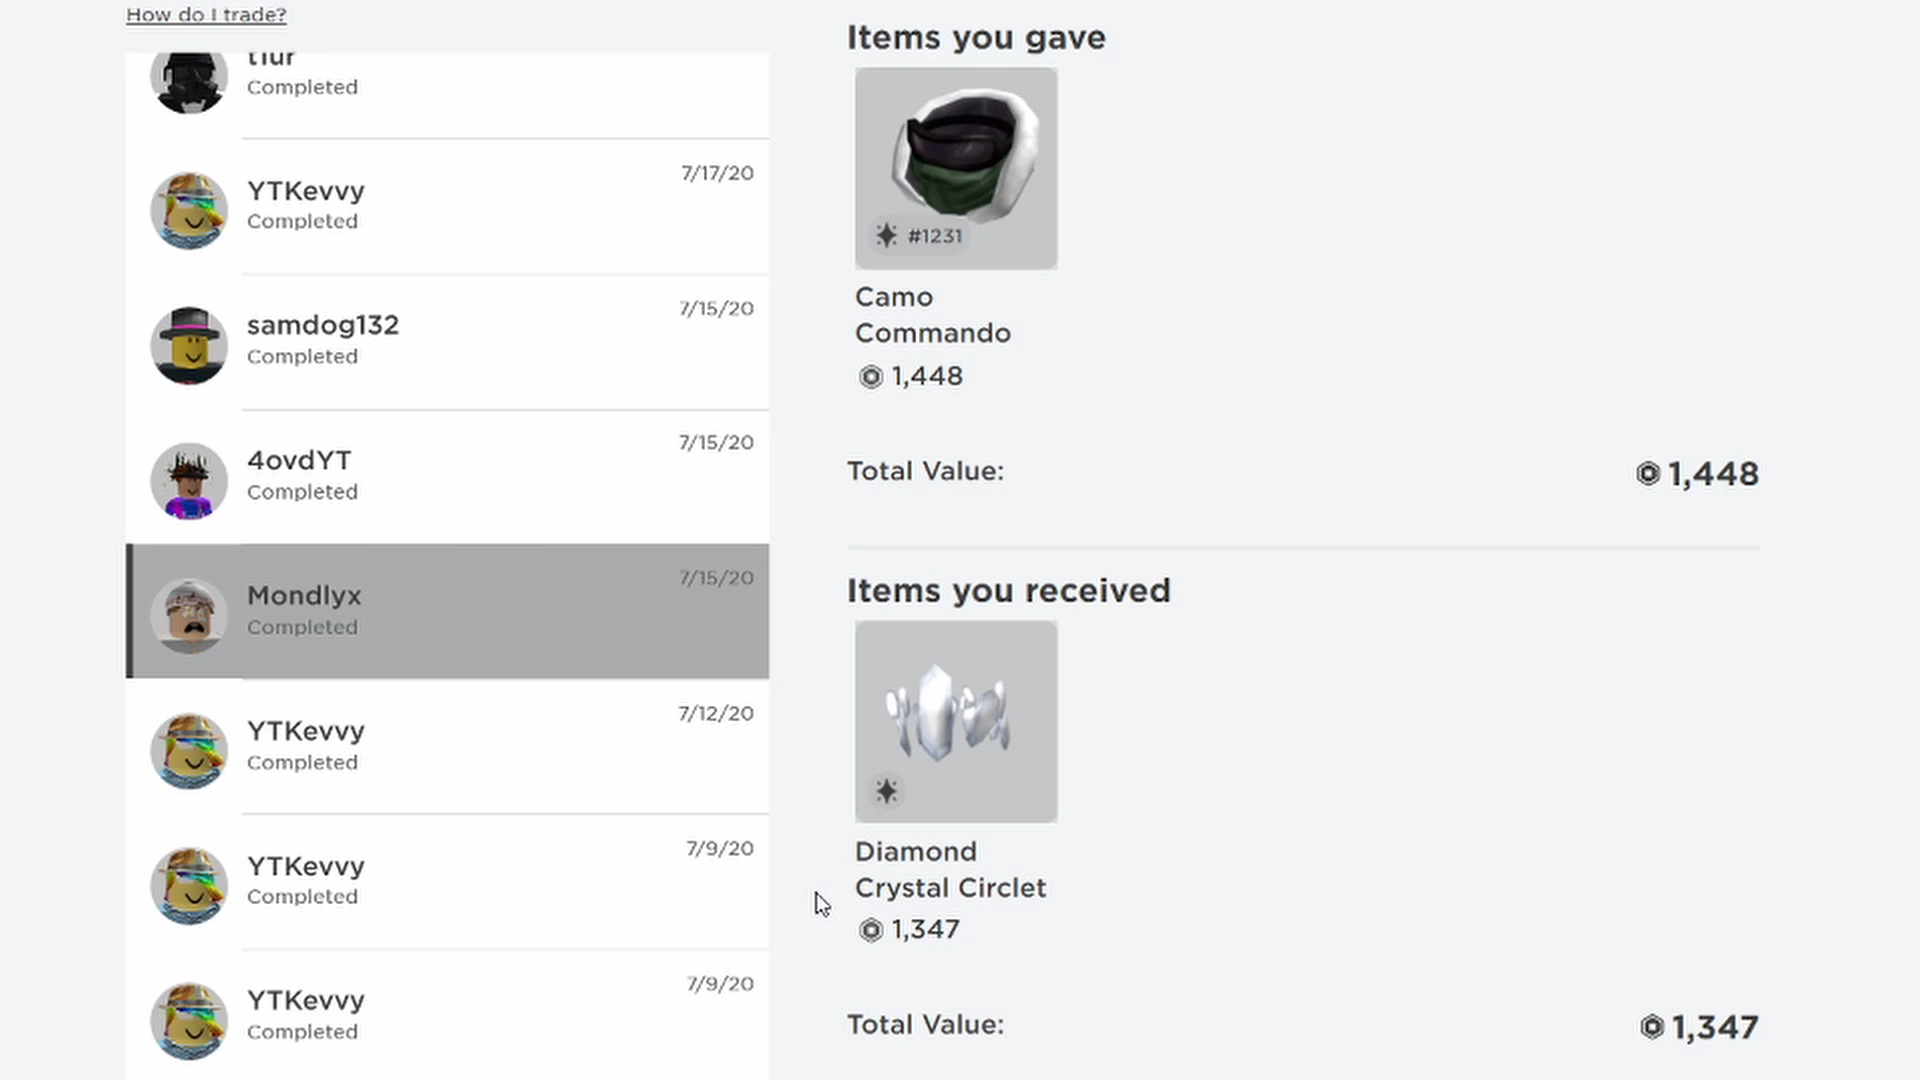 How do I trade?
Completed
YTKevvy
7/17/20
Completed
samdog132
7/15/20
Completed
4ovdYT
7/15/20
Completed
Mondlyx
7/15/20
Completed
YTKevvy
7/12/20
Completed
YTKevvy
7/9/20
Completed
YTKevvy
7/9/20
Completed
Items you gave
#1231
Camo
Commando
1,448
Total Value:
1,448
Items you received
Diamond
Crystal Circlet
1,347
Total Value:
1,347